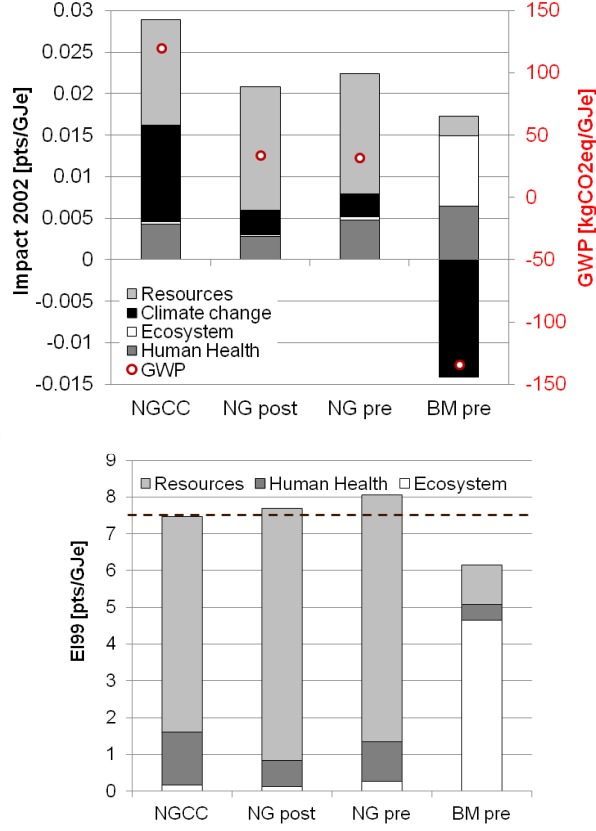 Impact 2002 [pts/GJe]
0.03
0.025
0.02
0.015
0.01
0.005
0
-0.005
-0.01
-0.015
150
100
50
0
-50
-100
-150
GWP [kgCO2eq/GJe]
Resources
Climate change
Ecosystem
Human Health
GWP
NGCC NG post NG pre BM pre
EI99 [pts/GJe]
9
8
7
6
5
4
3
2
1
0
Resources Human Health Ecosystem
NGCC NG post NG pre BM pre